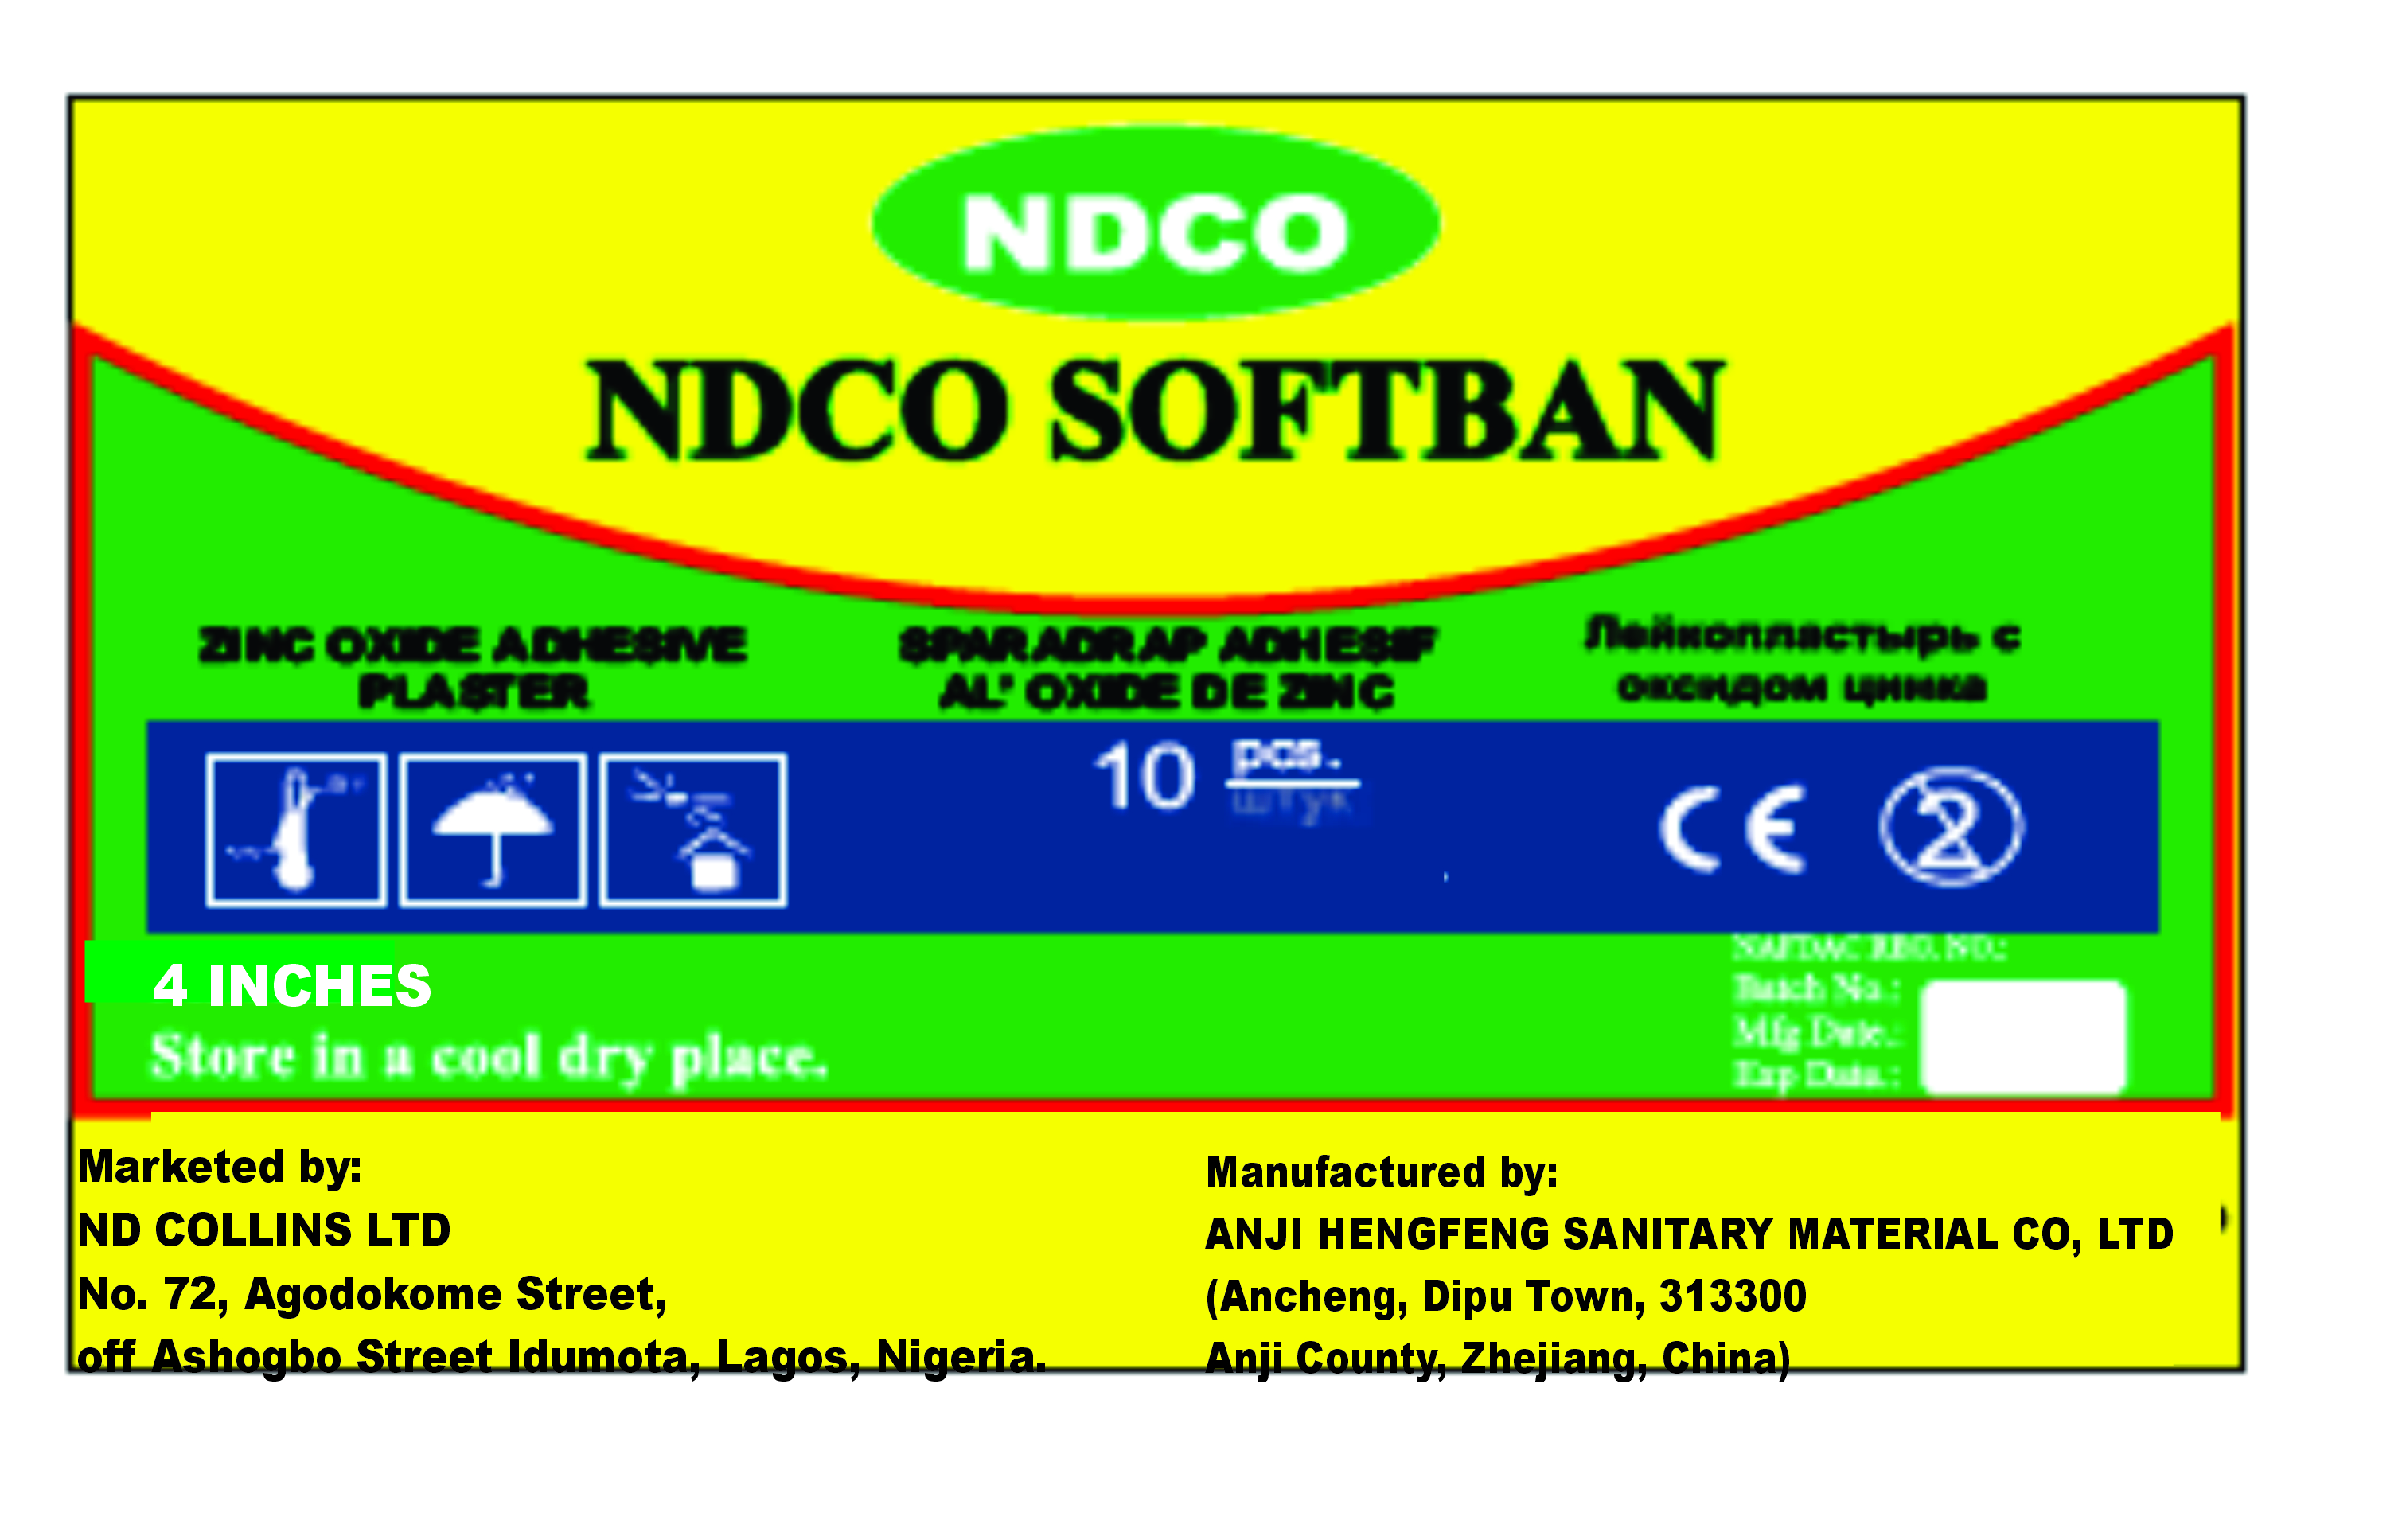 NDCO
NDCO SOFTBAN
ZINC OXIDE ADHESIVE
PLASTER
SPARADRAP ADHESIF
AL' OXIDE DE ZINC
Лейкопластырь с
оксидом цинка
10 pcs.
штук
CE
2
4 INCHES
Store in a cool dry place.
NAFDAC REG. NO.:
Batch No.:
Mfg Date.:
Exp Data.:
Marketed by:
ND COLLINS LTD
No. 72, Agodokome Street,
off Ashogbo Street Idumota, Lagos, Nigeria.
Manufactured by:
ANJI HENGFENG SANITARY MATERIAL CO, LTD
(Ancheng, Dipu Town, 313300
Anji County, Zhejiang, China)